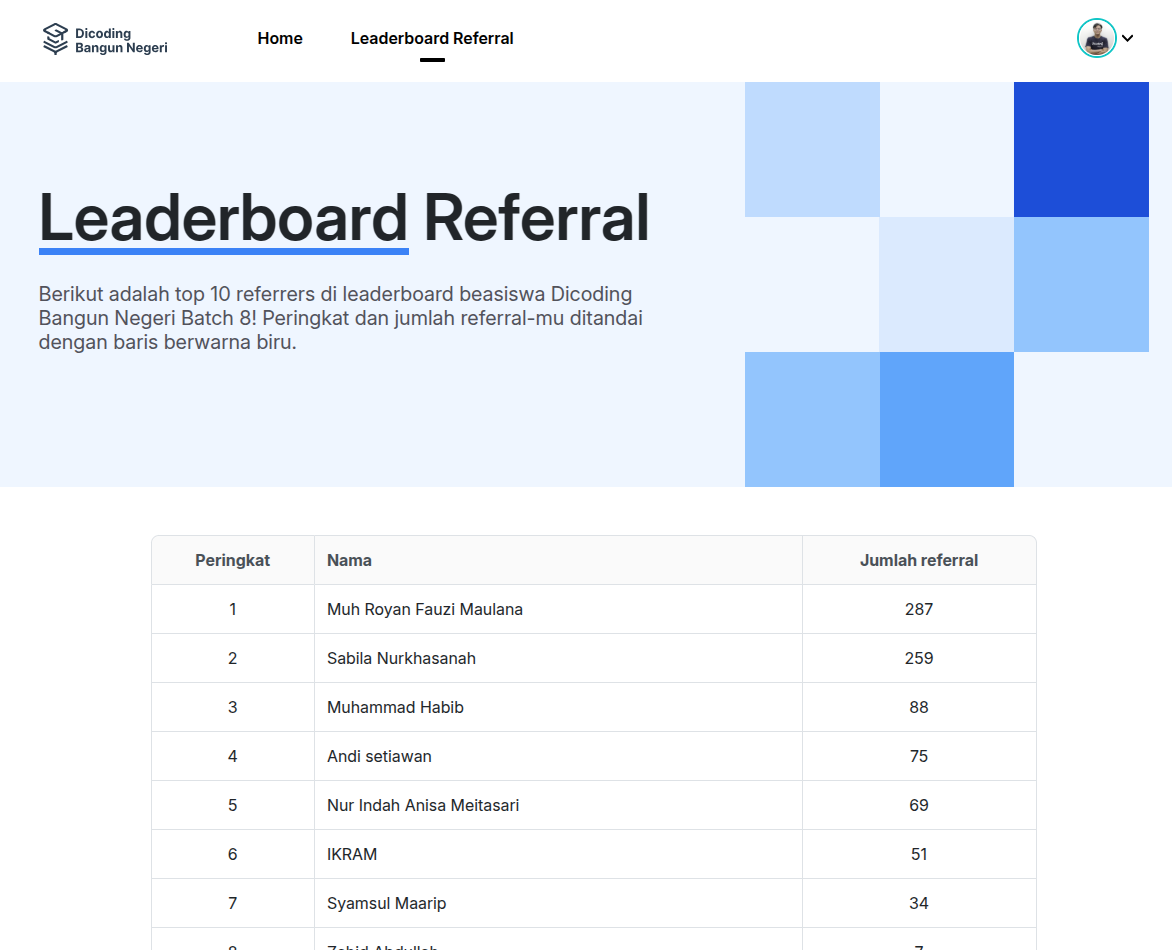 Dicoding
Bangun Negeri
Home
Leaderboard Referral
Leaderboard Referral
Berikut adalah top 10 referrers di leaderboard beasiswa Dicoding
Bangun Negeri Batch 8! Peringkat dan jumlah referral-mu ditandai
dengan baris berwarna biru.
Peringkat Nama Jumlah referral
1 Muh Royan Fauzi Maulana 287
2 Sabila Nurkhasanah 259
3 Muhammad Habib 88
4 Andi setiawan 75
5 Nur Indah Anisa Meitasari 69
6 IKRAM 51
7 Syamsul Maarip 34